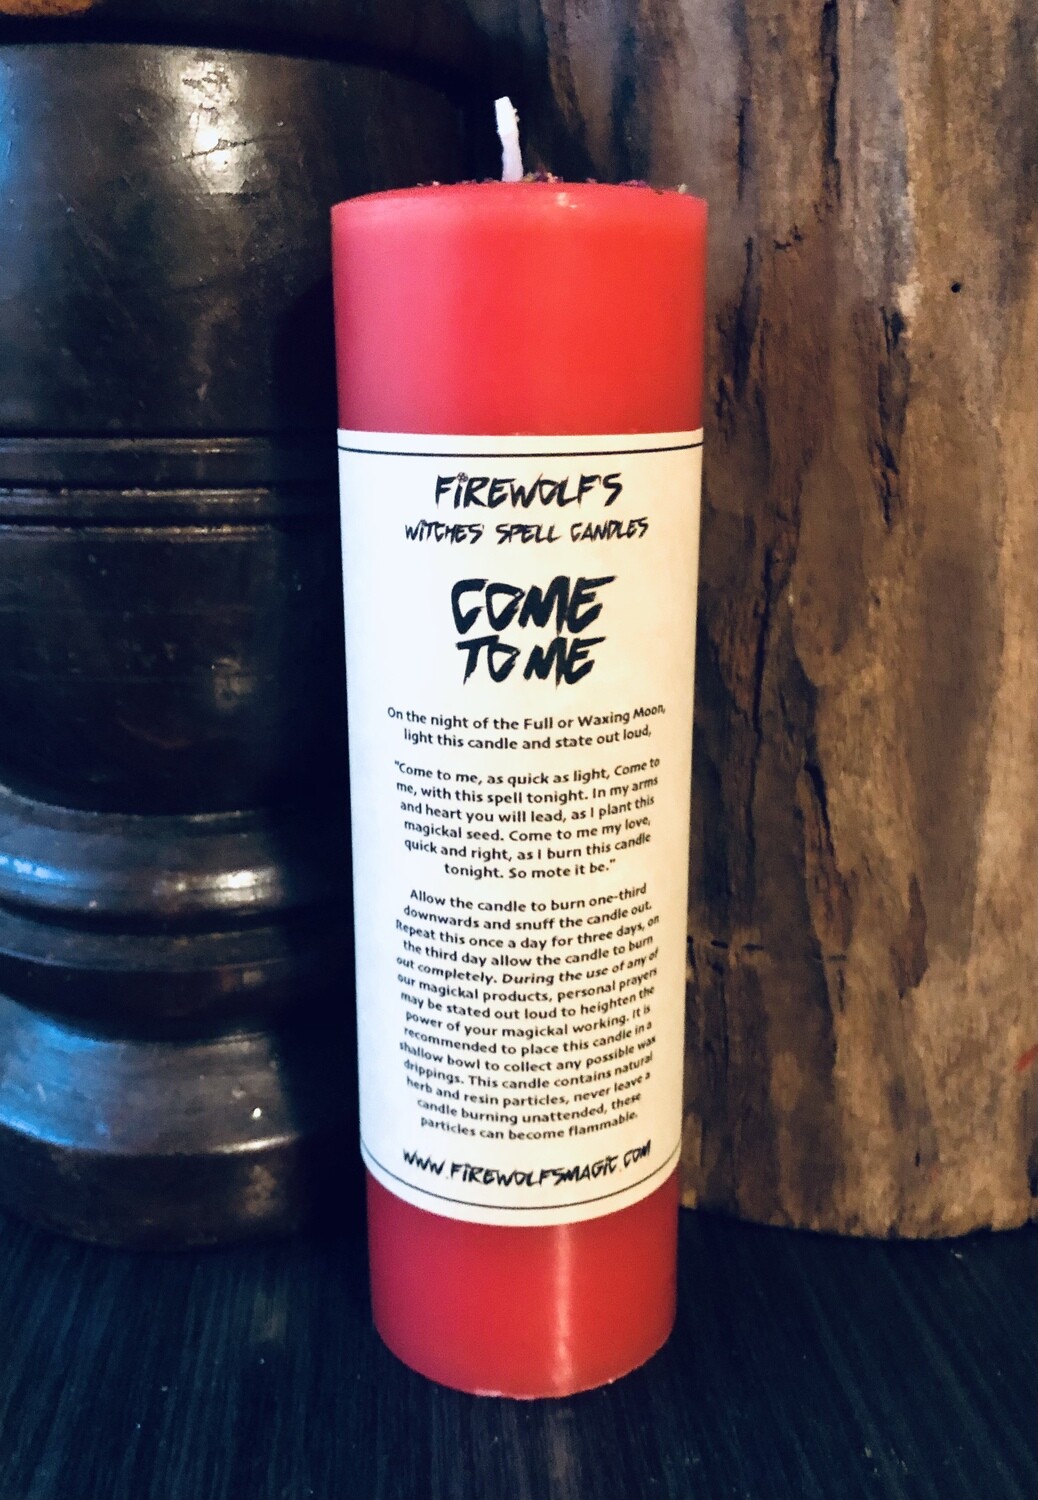 FIREWOLF'S
WITCHES' SPELL CANDLES
COME
TO ME
On the night of the Full or Waxing Moon,
light this candle and state out loud,
"Come to me, as quick as light, Come to
me, with this spell tonight. In my arms
and heart you will lead, as I plant this
magickal seed. Come to me my love,
quick and right, as I burn this candle
tonight. So mote it be."
Allow the candle to burn one-third
downwards and snuff the candle out.
Repeat this once a day for three days, on
the third day allow the candle to burn
out completely. During the use of any of
our magickal products, personal prayers
may be stated out loud to heighten the
power of your magickal working. It is
recommended to place this candle in a
shallow bowl to collect any possible wax
drippings. This candle contains natural
herb and resin particles, never leave a
candle burning unattended, these
particles can become flammable.
WWW.FIREWOLFSMAGIC.COM